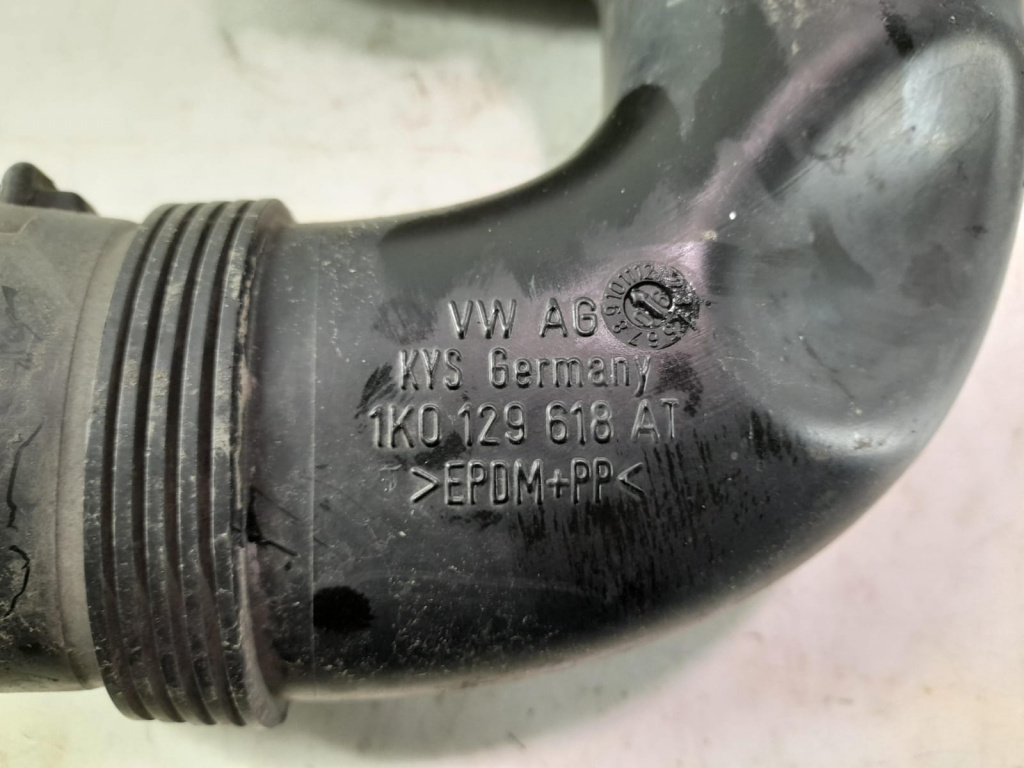 VW AG
KYS Germany
1K0 129 618 AT
>EPDM+PP<